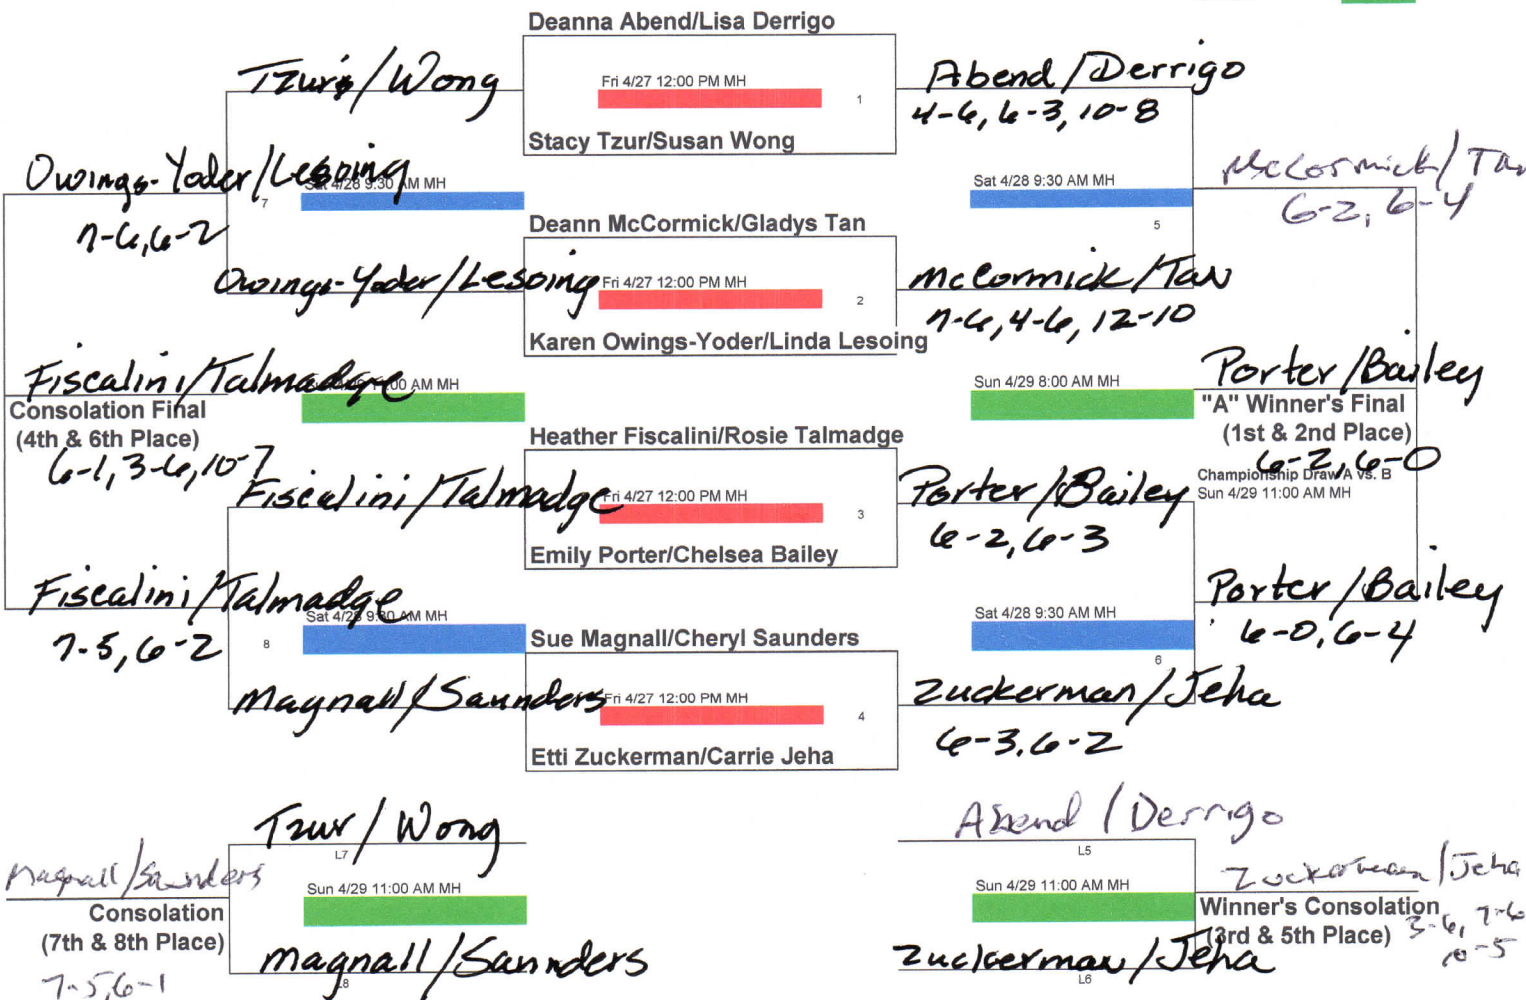 Deanna Abend/Lisa Derrigo
Tzur/Wong
Fri 4/27 12:00 PM MH
1
Abend/Derrigo
4-6, 6-3, 10-8
Stacy Tzur/Susan Wong
Owings-Yoder/Lesoing
7-6, 6-2
Sat 4/28 9:30 AM MH
7
Sat 4/28 9:30 AM MH
5
McCormick/Tan
6-2, 6-4
Deann McCormick/Gladys Tan
Owings-Yoder/Lesoing
Fri 4/27 12:00 PM MH
2
McCormick/Tan
7-6, 4-6, 12-10
Karen Owings-Yoder/Linda Lesoing
Fiscalini/Talmadge
Consolation Final
(4th & 6th Place)
6-1, 3-6, 10-7
00 AM MH
Sun 4/29 8:00 AM MH
Porter/Bailey
"A" Winner's Final
(1st & 2nd Place)
6-2, 6-0
Championship Draw A vs. B
Sun 4/29 11:00 AM MH
Heather Fiscalini/Rosie Talmadge
Fiscalini/Talmadge
Fri 4/27 12:00 PM MH
3
Porter/Bailey
6-2, 6-3
Emily Porter/Chelsea Bailey
Fiscalini/Talmadge
7-5, 6-2
Sat 4/28 9:30 AM MH
8
Sat 4/28 9:30 AM MH
6
Porter/Bailey
6-0, 6-4
Sue Magnall/Cheryl Saunders
Magnall/Saunders
Fri 4/27 12:00 PM MH
4
Zuckerman/Jeha
6-3, 6-2
Etti Zuckerman/Carrie Jeha
Tzur/Wong
L7
Magnall/Saunders
Consolation
(7th & 8th Place)
7-5, 6-1
Sun 4/29 11:00 AM MH
Magnall/Saunders
L8
Abend/Derrigo
L5
Sun 4/29 11:00 AM MH
Zuckerman/Jeha
Winner's Consolation
(3rd & 5th Place)
3-6, 7-6
10-5
Zuckerman/Jeha
L6